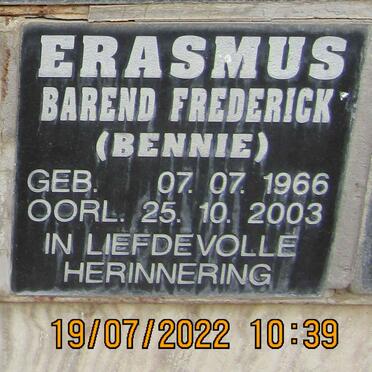 ERASMUS
BAREND FREDERICK
(BENNIE)
GEB. 07. 07. 1966
OORL. 25. 10. 2003
IN LIEFDEVOLLE
HERINNERING
19/07/2022 10:39